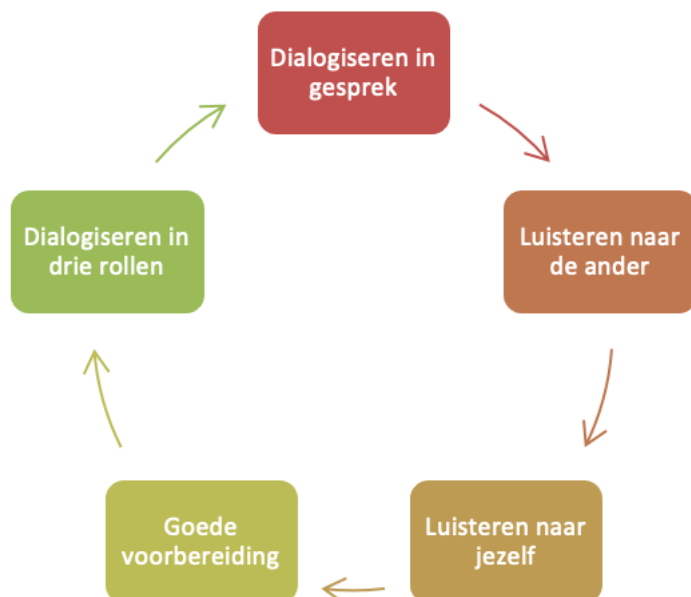 Dialogiseren in
gesprek
Luisteren naar
de ander
Luisteren naar
jezelf
Goede
voorbereiding
Dialogiseren in
drie rollen